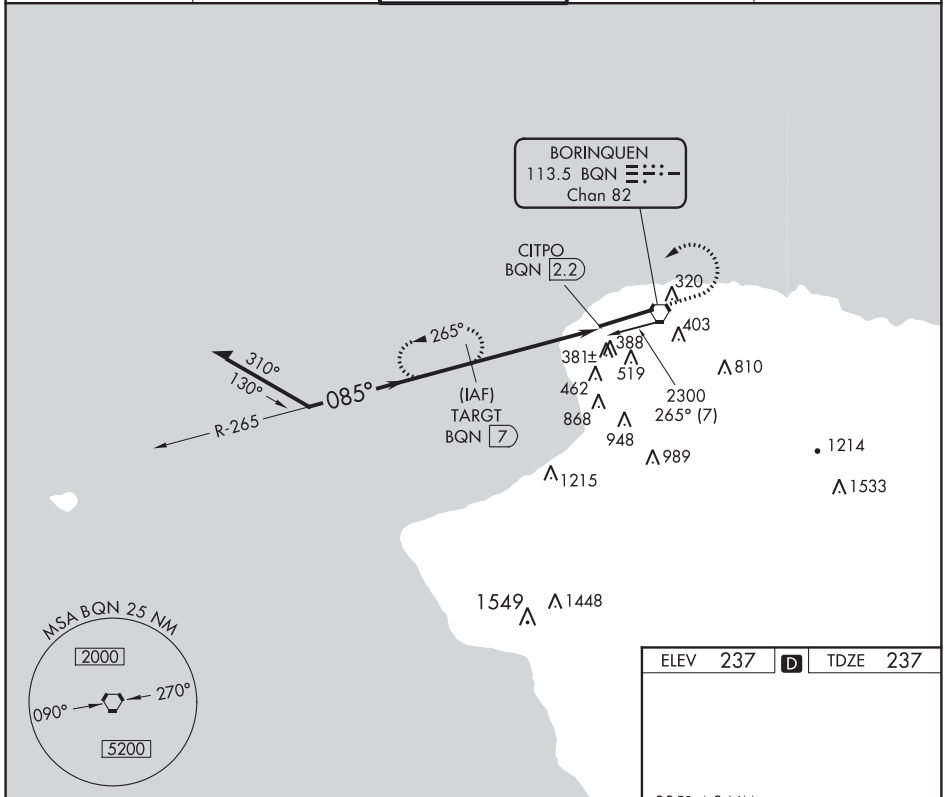 BORINQUEN
113.5 BQN
Chan 82
CITPO
BQN 2.2
320
403
265°
381±
388
519
810
310°
130°
085°
(IAF)
TARGT
BQN 7
462
2300
265° (7)
868
R-265
948
989
1214
1215
1533
1549
1448
MSA BQN 25 NM
2000
270°
090°
5200
ELEV 237 D TDZE 237